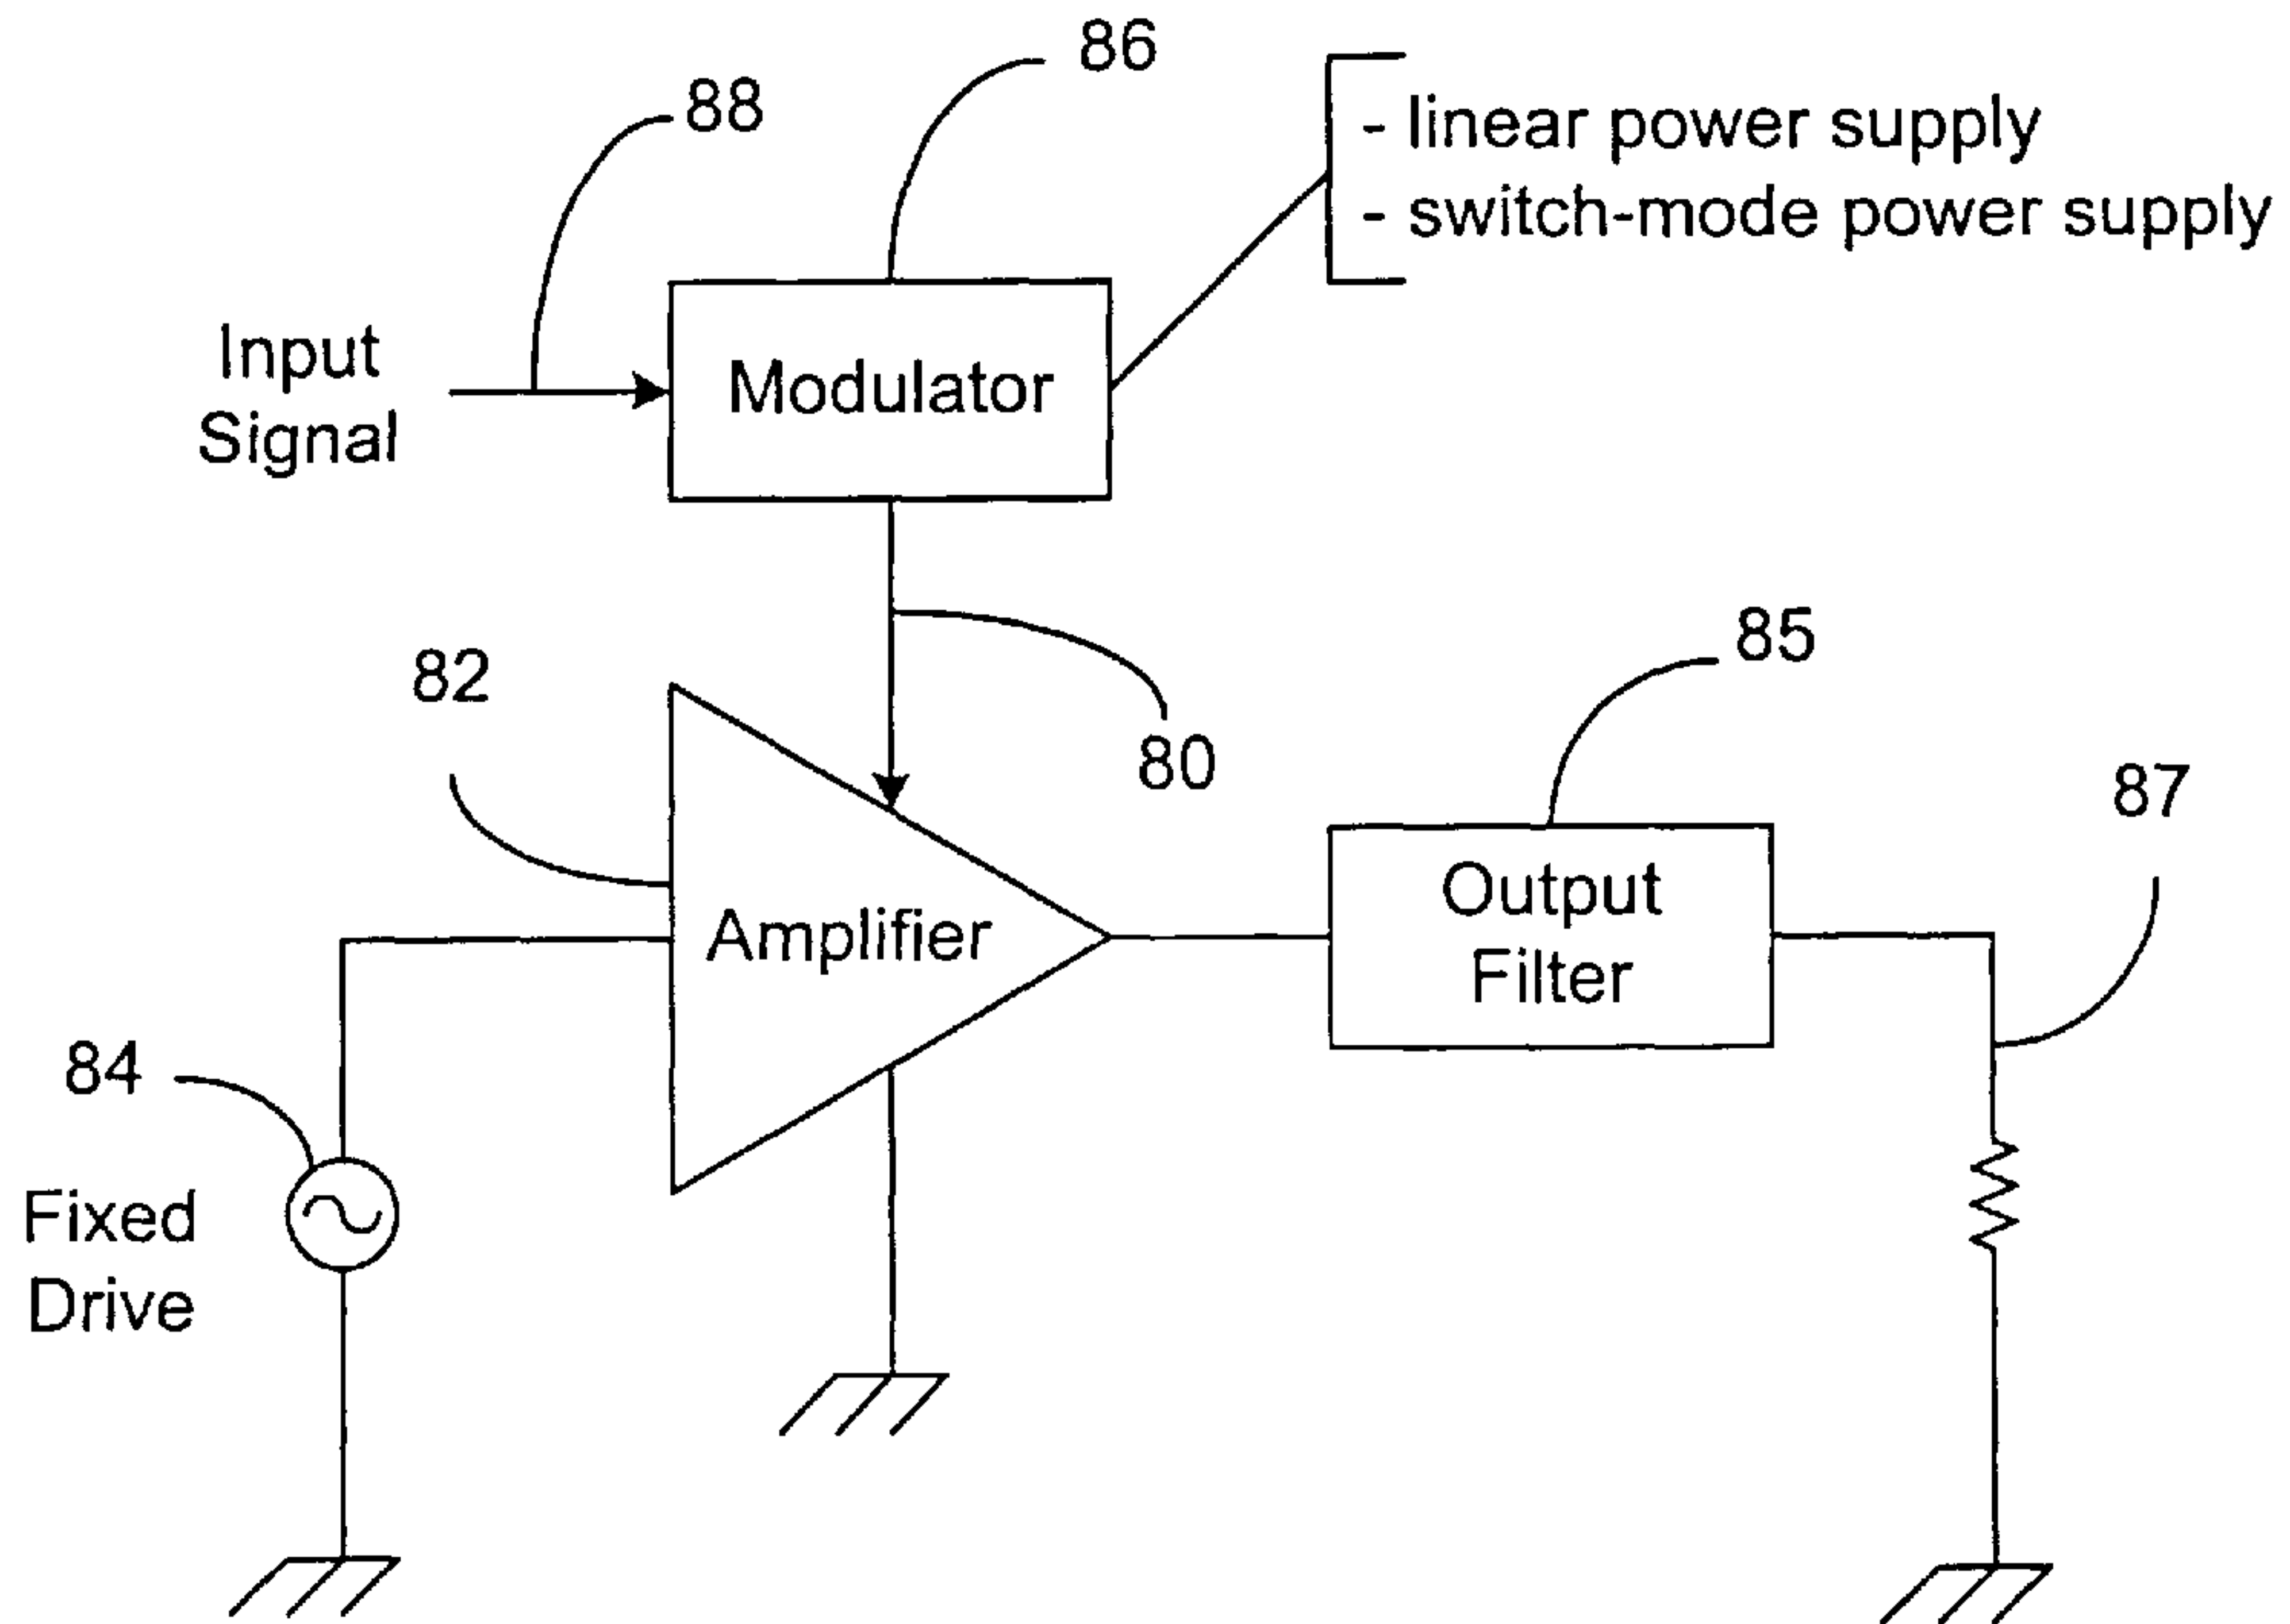 86
88
- linear power supply
- switch-mode power supply
Input
Signal
Modulator
82
85
80
87
Amplifier
Output
Filter
84
Fixed
Drive